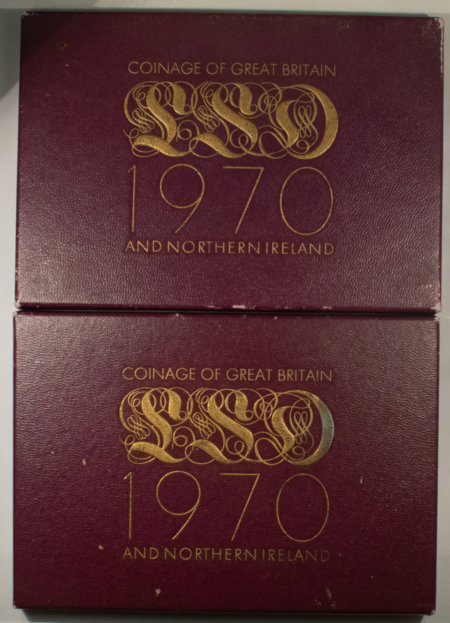 COINAGE OF GREAT BRITAIN
LSD
1970
AND NORTHERN IRELAND
COINAGE OF GREAT BRITAIN
LSD
1970
AND NORTHERN IRELAND